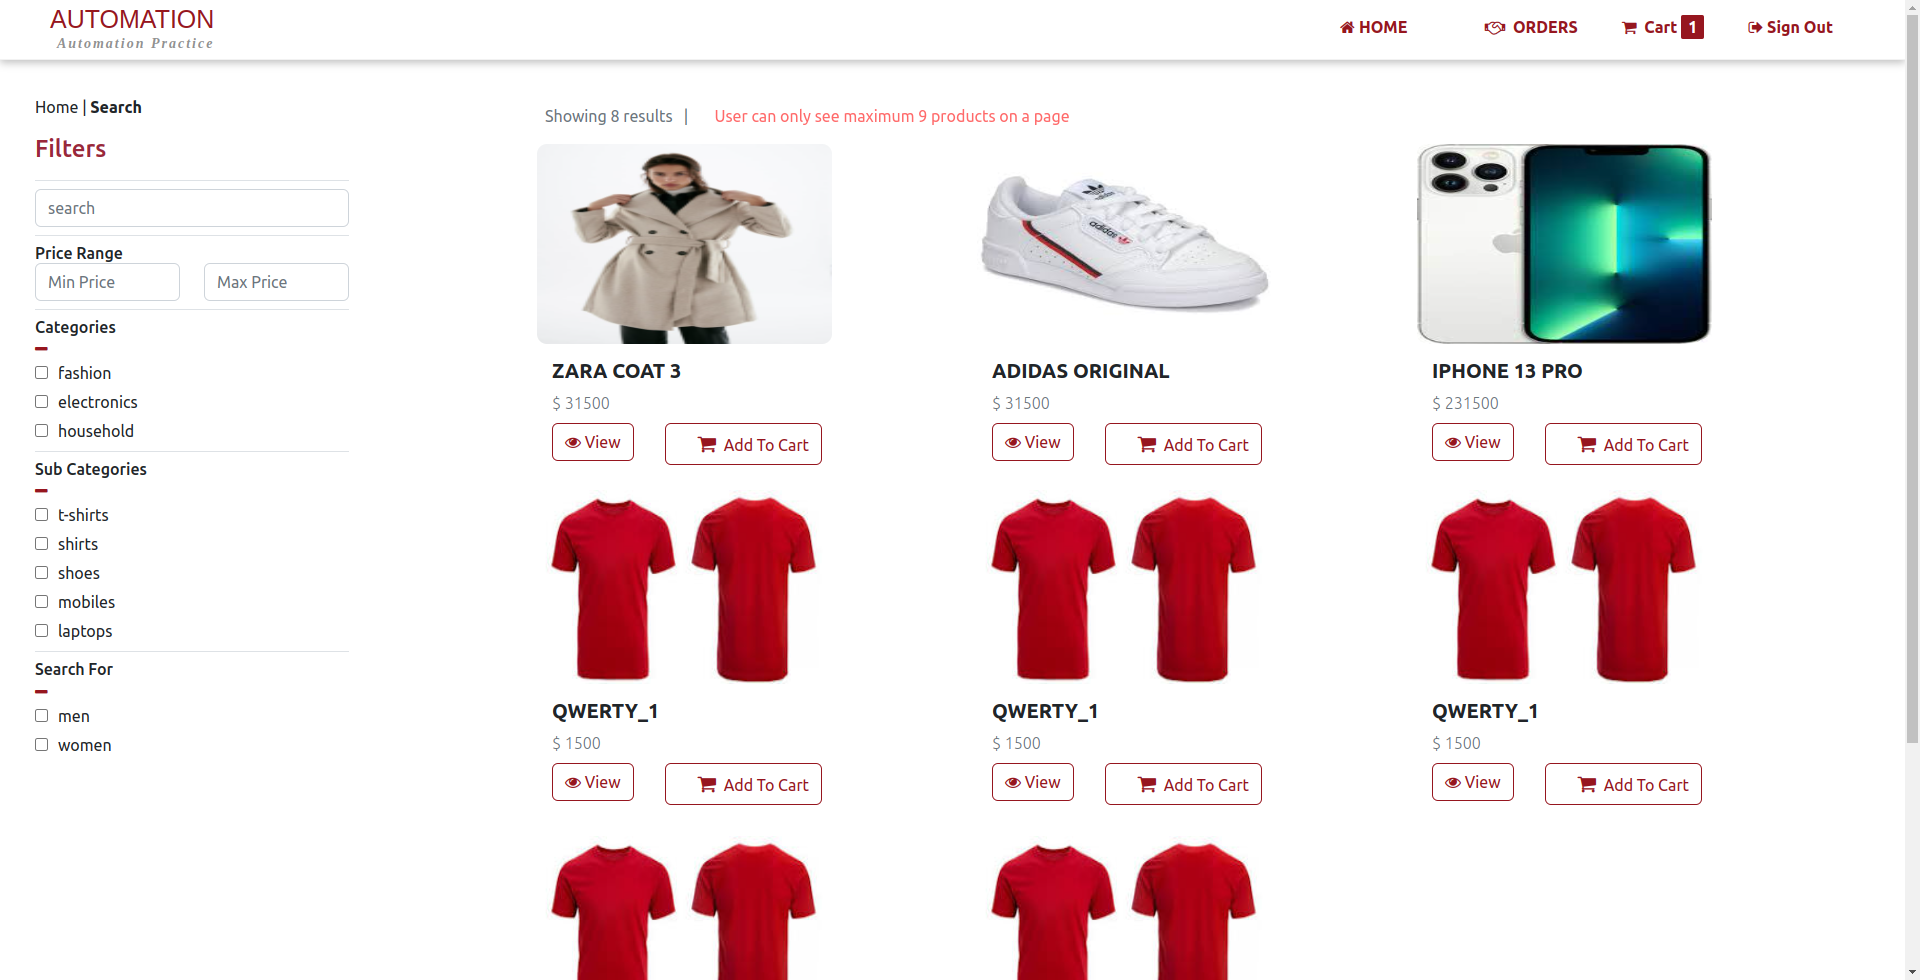 AUTOMATION
Automation Practice
HOME
ORDERS
Cart 1
Sign Out
Home | Search
Filters
search
Price Range
Min Price
Max Price
Categories
fashion
electronics
household
Sub Categories
t-shirts
shirts
shoes
mobiles
laptops
Search For
men
women
Showing 8 results | User can only see maximum 9 products on a page
adidas
adidas
ZARA COAT 3
$ 31500
View
Add To Cart
ADIDAS ORIGINAL
$ 31500
View
Add To Cart
IPHONE 13 PRO
$ 231500
View
Add To Cart
QWERTY_1
$ 1500
View
Add To Cart
QWERTY_1
$ 1500
View
Add To Cart
QWERTY_1
$ 1500
View
Add To Cart